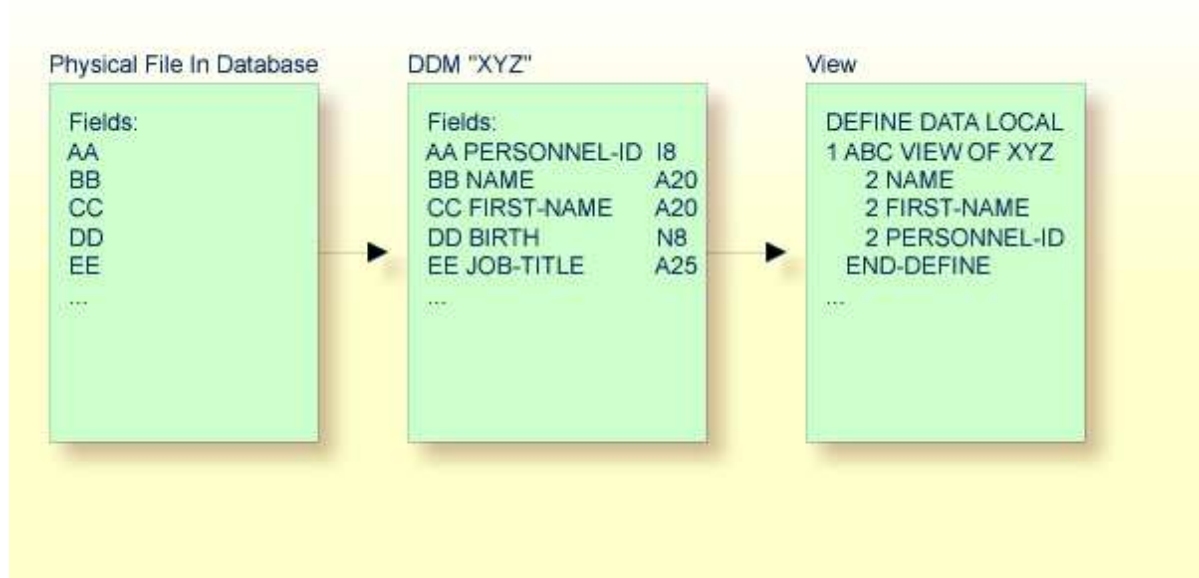 Physical File In Database
Fields:
AA
BB
CC
DD
EE
...
DDM "XYZ"
Fields:
AA PERSONNEL-ID I8
BB NAME A20
CC FIRST-NAME A20
DD BIRTH N8
EE JOB-TITLE A25
...
View
DEFINE DATA LOCAL
1 ABC VIEW OF XYZ
2 NAME
2 FIRST-NAME
2 PERSONNEL-ID
END-DEFINE
...